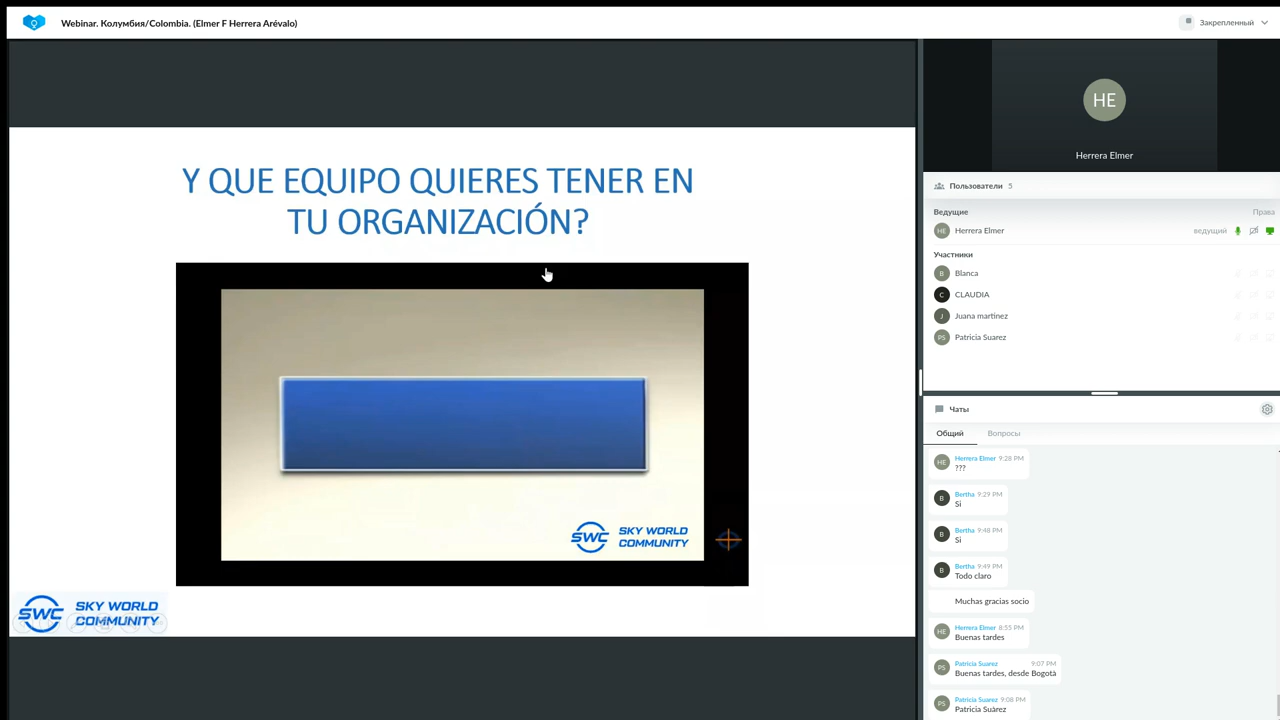 Webinar. Колумбия/Colombia. (Elmer F Herrera Arévalo)
Закрепленный
Y QUE EQUIPO QUIERES TENER EN
TU ORGANIZACIÓN?
SWC SKY WORLD
COMMUNITY
SWC SKY WORLD
COMMUNITY
HE
Herrera Elmer
Пользователи 5
Ведущие Права
HE Herrera Elmer ведущий
Участники
B Blanca
C CLAUDIA
J Juana martinez
PS Patricia Suarez
Чаты
Общий Вопросы
HE Herrera Elmer 9:28 PM
???
B Bertha 9:29 PM
Si
B Bertha 9:48 PM
Si
B Bertha 9:49 PM
Todo claro
Muchas gracias socio
HE Herrera Elmer 8:55 PM
Buenas tardes
PS Patricia Suarez 9:07 PM
Buenas tardes, desde Bogotà
PS Patricia Suarez 9:08 PM
Patricia Suàrez